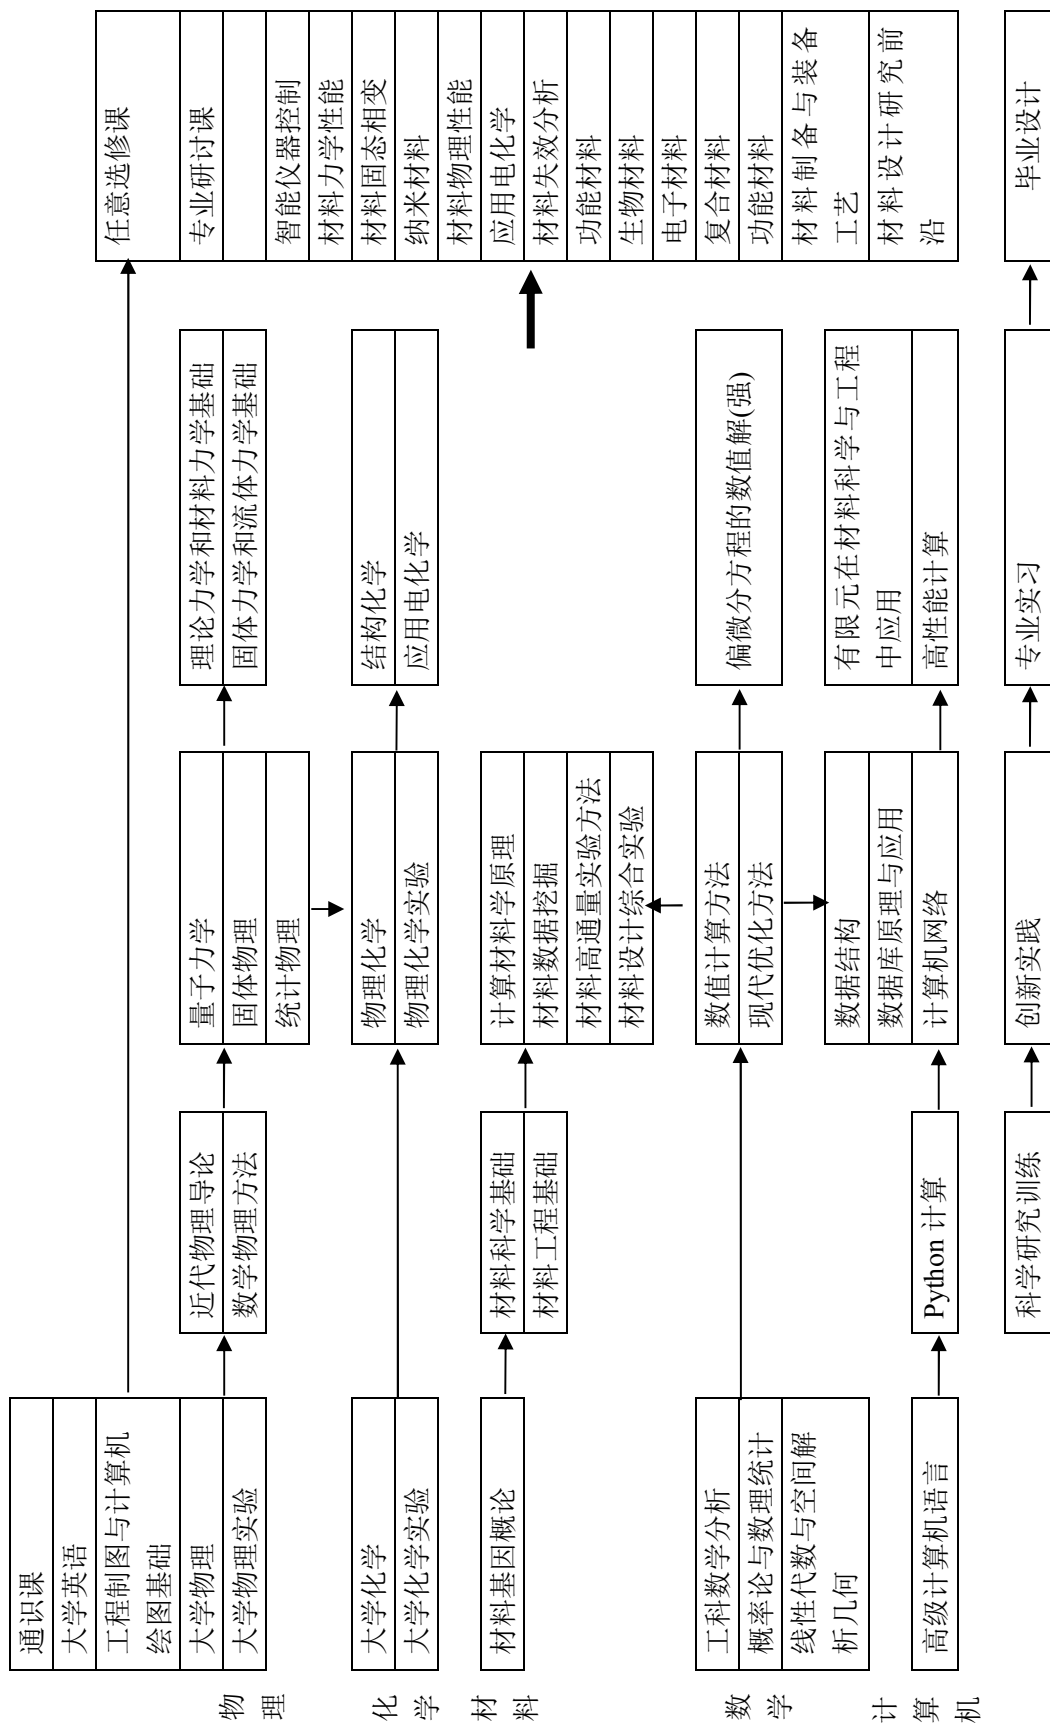 通识课
大学英语
工程制图与计算机
绘图基础
大学物理
大学物理实验
物理
近代物理导论
数学物理方法
量子力学
固体物理
统计物理
理论力学和材料力学基础
固体力学和流体力学基础
大学化学
大学化学实验
化学
物理化学
物理化学实验
结构化学
应用电化学
材料基因概论
材料
材料科学基础
材料工程基础
计算材料学原理
材料数据挖掘
材料高通量实验方法
材料设计综合实验
工科数学分析
概率论与数理统计
线性代数与空间解
析几何
数学
数值计算方法
现代优化方法
偏微分方程的数值解(强)
高级计算机语言
计算机
Python 计算
数据结构
数据库原理与应用
计算机网络
有限元在材料科学与工程
中应用
高性能计算
科学研究训练
创新实践
专业实习
毕业设计
任意选修课
专业研讨课
智能仪器控制
材料力学性能
材料固态相变
纳米材料
材料物理性能
应用电化学
材料失效分析
功能材料
生物材料
电子材料
复合材料
功能材料
材料制备与装备
工艺
材料设计研究前
沿